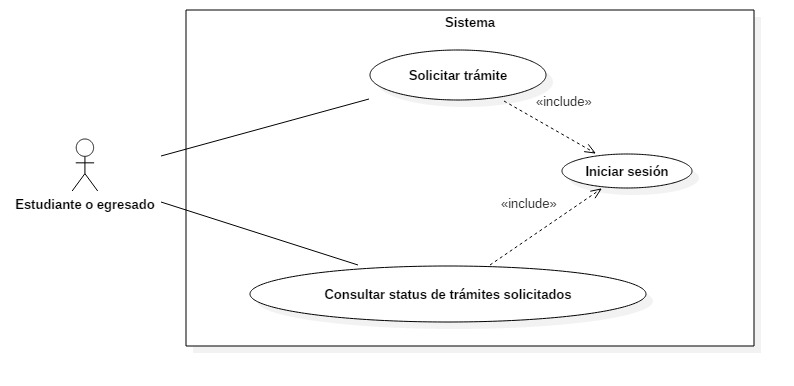 Sistema
Solicitar trámite
«include»
Iniciar sesión
Estudiante o egresado
«include»
Consultar status de trámites solicitados